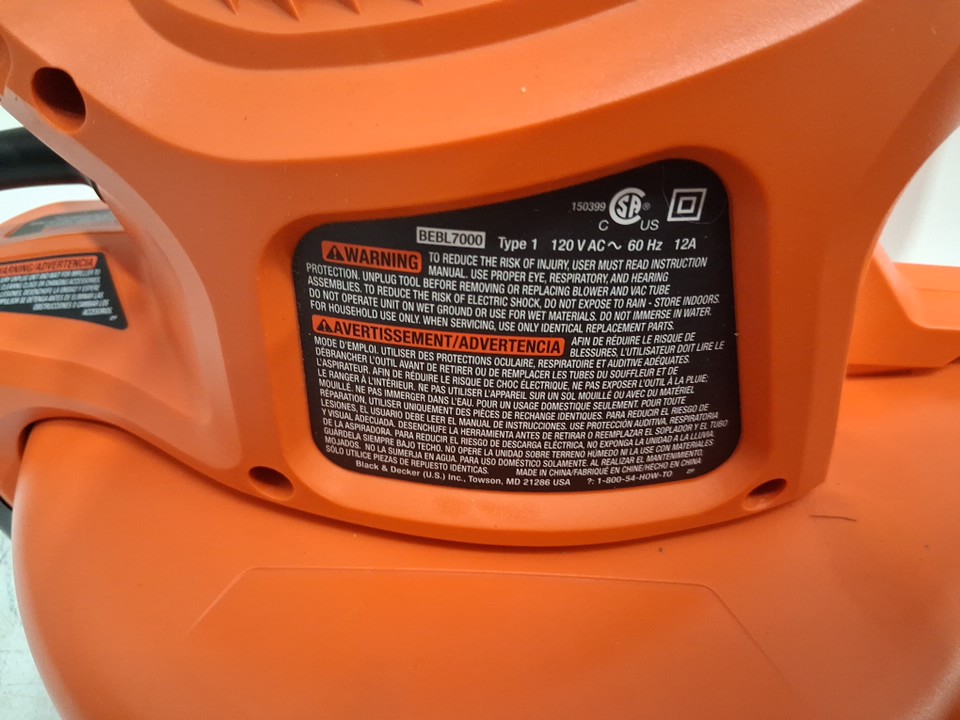 150399 ® 
C US
BEBL7000 Type 1 120 V AC ~ 60 Hz 12A
WARNING TO REDUCE THE RISK OF INJURY, USER MUST READ INSTRUCTION
MANUAL. USE PROPER EYE, RESPIRATORY, AND HEARING
PROTECTION. UNPLUG TOOL BEFORE REMOVING OR REPLACING BLOWER AND VAC TUBE
ASSEMBLIES. TO REDUCE THE RISK OF ELECTRIC SHOCK, DO NOT EXPOSE TO RAIN - STORE INDOORS.
DO NOT OPERATE UNIT ON WET GROUND OR USE FOR WET MATERIALS. DO NOT IMMERSE IN WATER.
FOR HOUSEHOLD USE ONLY. WHEN SERVICING, USE ONLY IDENTICAL REPLACEMENT PARTS.
AVERTISSEMENT/ADVERTENCIA AFIN DE RÉDUIRE LE RISQUE DE
BLESSURES, L'UTILISATEUR DOIT LIRE LE
MODE D'EMPLOI. UTILISER DES PROTECTIONS OCULAIRE, RESPIRATOIRE ET AUDITIVE ADÉQUATES.
DÉBRANCHER L'OUTIL AVANT DE RETIRER OU DE REMPLACER LES TUBES DU SOUFFLEUR ET DE
L'ASPIRATEUR. AFIN DE RÉDUIRE LE RISQUE DE CHOC ÉLECTRIQUE, NE PAS EXPOSER L'OUTIL À LA PLUIE;
LE RANGER À L'INTÉRIEUR. NE PAS UTILISER L'APPAREIL SUR UN SOL MOUILLÉ OU AVEC DU MATÉRIEL
MOUILLÉ. NE PAS IMMERGER DANS L'EAU. POUR UN USAGE DOMESTIQUE SEULEMENT. POUR TOUTE
RÉPARATION, UTILISER UNIQUEMENT DES PIÈCES DE RECHANGE IDENTIQUES. PARA REDUCIR EL RIESGO DE
LESIONES, EL USUARIO DEBE LEER EL MANUAL DE INSTRUCCIONES. USE PROTECCIÓN AUDITIVA, RESPIRATORIA
Y VISUAL ADECUADA. DESENCHUFE LA HERRAMIENTA ANTES DE RETIRAR O REEMPLAZAR EL SOPLADOR Y EL TUBO
DE LA ASPIRADORA. PARA REDUCIR EL RIESGO DE DESCARGA ELÉCTRICA, NO EXPONGA LA UNIDAD A LA LLUVIA.
GUÁRDELA SIEMPRE BAJO TECHO. NO OPERE LA UNIDAD SOBRE TERRENO HÚMEDO NI LA USE CON MATERIALES
MOJADOS. NO LA SUMERJA EN AGUA. PARA USO DOMÉSTICO SOLAMENTE. AL REALIZAR EL MANTENIMIENTO,
SÓLO UTILICE PIEZAS DE REPUESTO IDÉNTICAS. MADE IN CHINA/FABRIQUÉ EN CHINE/HECHO EN CHINA
Black & Decker (U.S.) Inc., Towson, MD 21286 USA ?: 1-800-54-HOW-TO
WARNING/ADVERTENCIA